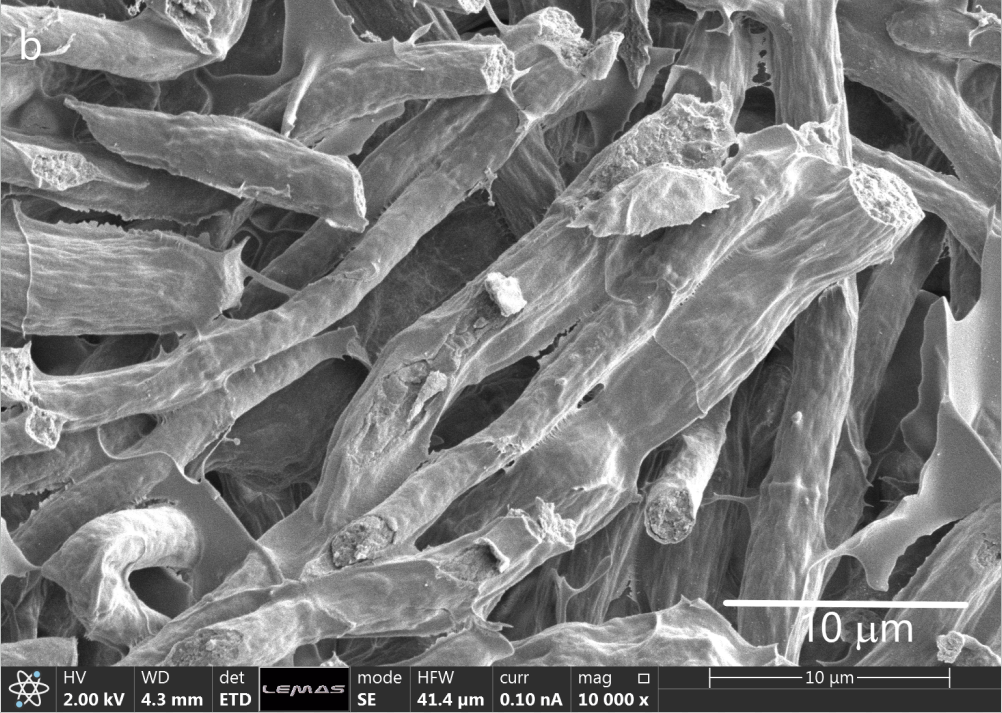 b
10 μm
HV WD det LEMAS mode HFW curr mag 10 μm
2.00 kV 4.3 mm ETD SE 41.4 μm 0.10 nA 10 000 x